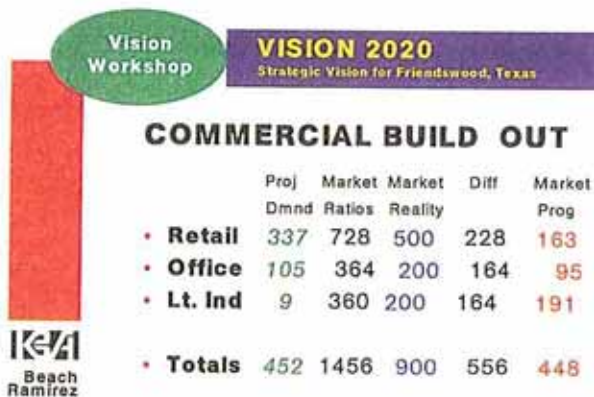 Vision
Workshop
VISION 2020
Strategic Vision for Friendswood, Texas
COMMERCIAL BUILD OUT
Proj Market Market Diff Market
Dmnd Ratios Reality Prog
• Retail 337 728 500 228 163
• Office 105 364 200 164 95
• Lt. Ind 9 360 200 164 191
• Totals 452 1456 900 556 448
Beach
Ramirez